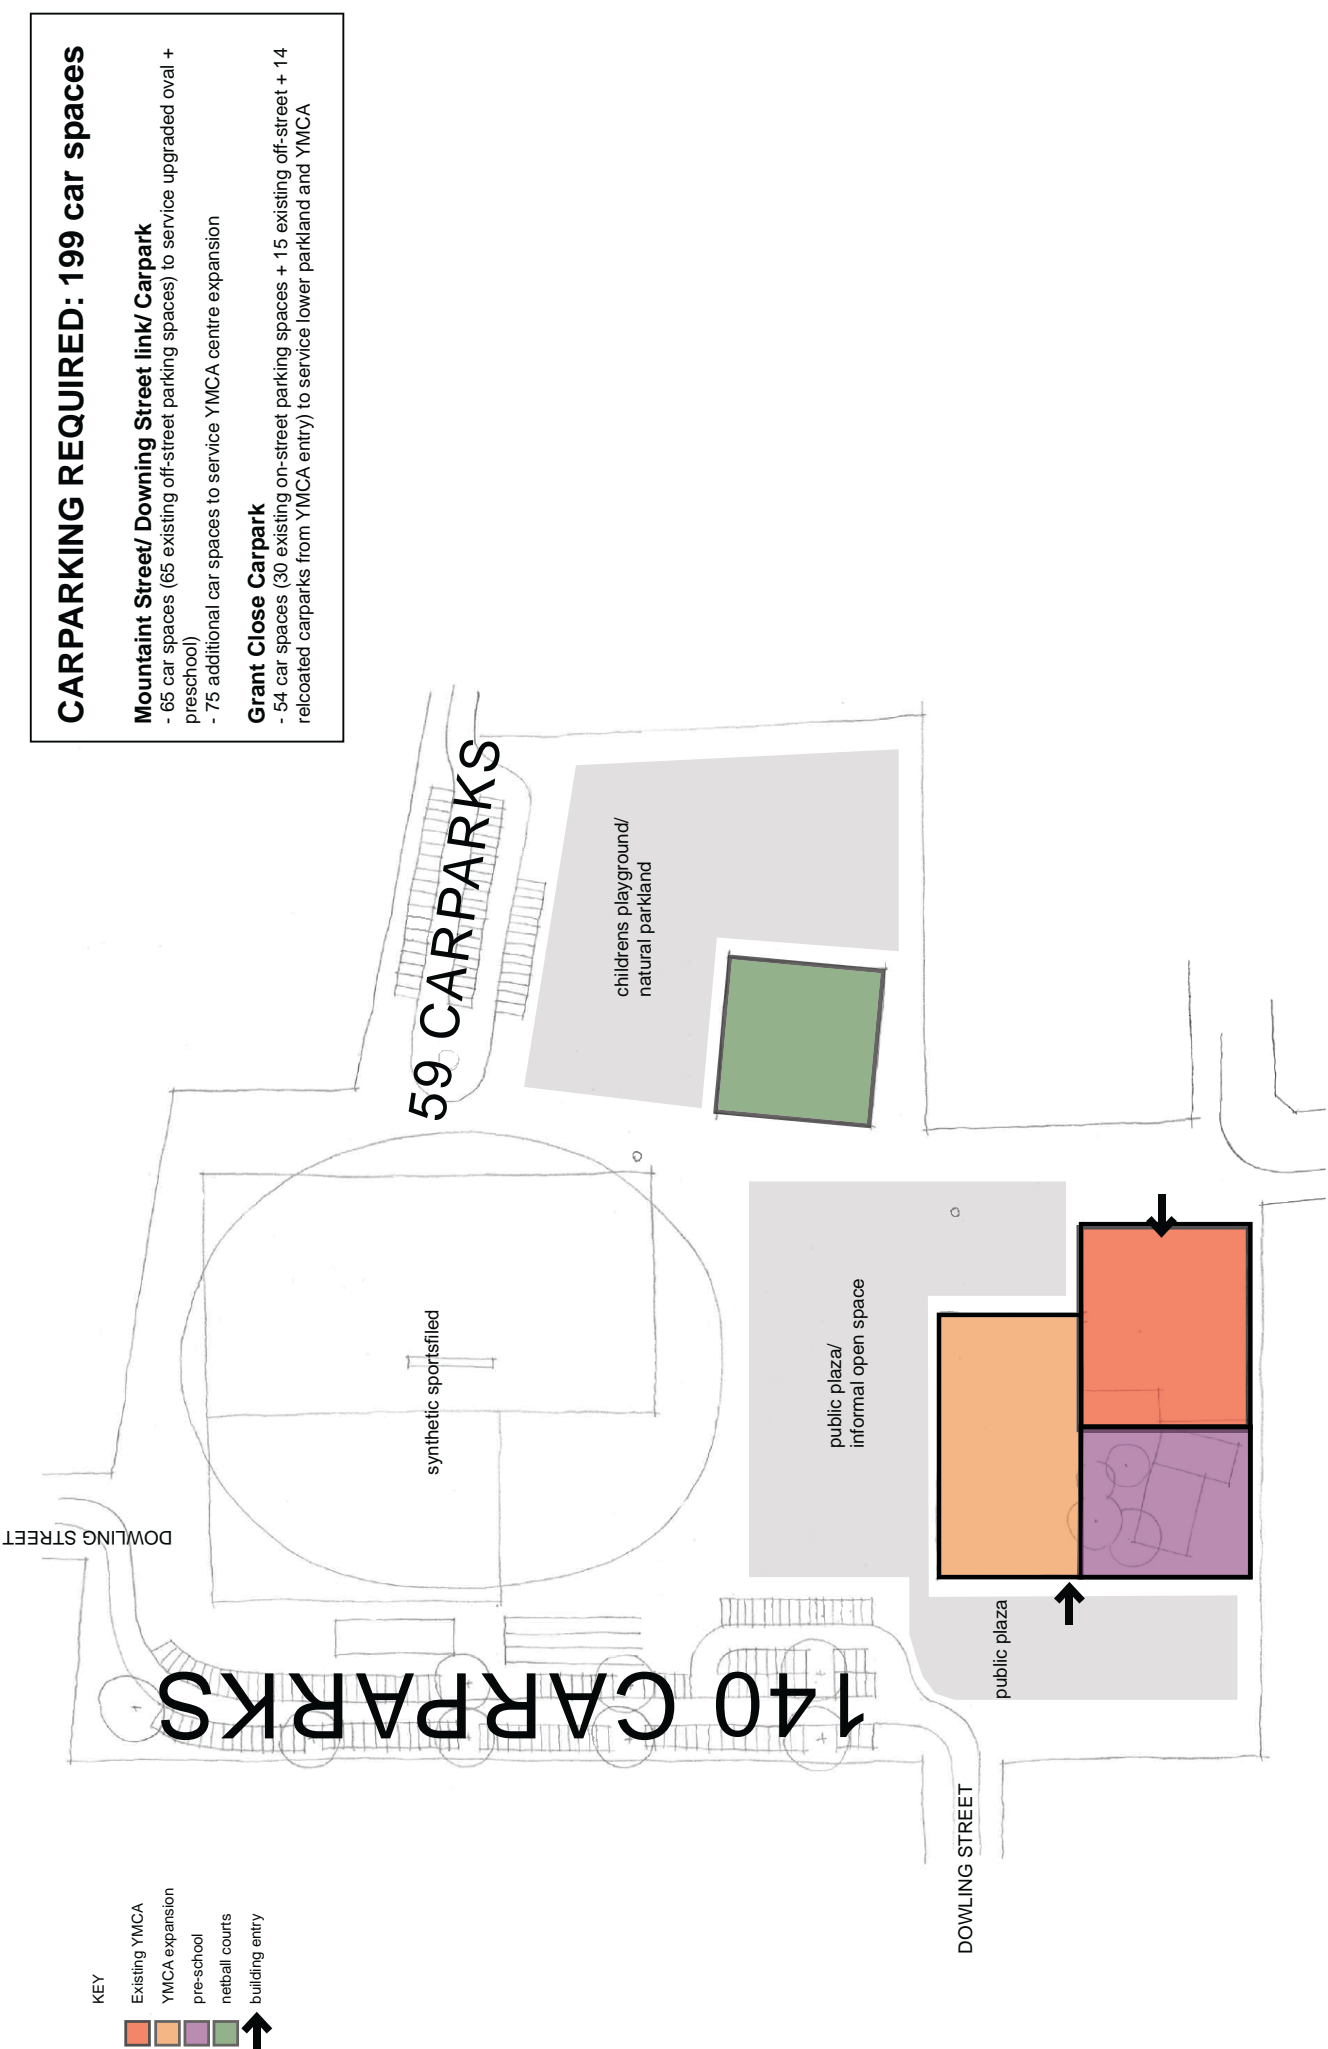 CARPARKING REQUIRED: 199 car spaces
Mountaint Street/ Downing Street link/ Carpark
- 65 car spaces (65 existing off-street parking spaces) to service upgraded oval +
preschool)
- 75 additional car spaces to service YMCA centre expansion
Grant Close Carpark
- 54 car spaces (30 existing on-street parking spaces + 15 existing off-street + 14
relcoated carparks from YMCA entry) to service lower parkland and YMCA
59 CARPARKS
childrens playground/
natural parkland
synthetic sportsfiled
public plaza/
informal open space
DOWLING STREET
140 CARPARKS
public plaza
DOWLING STREET
KEY
Existing YMCA
YMCA expansion
pre-school
netball courts
building entry